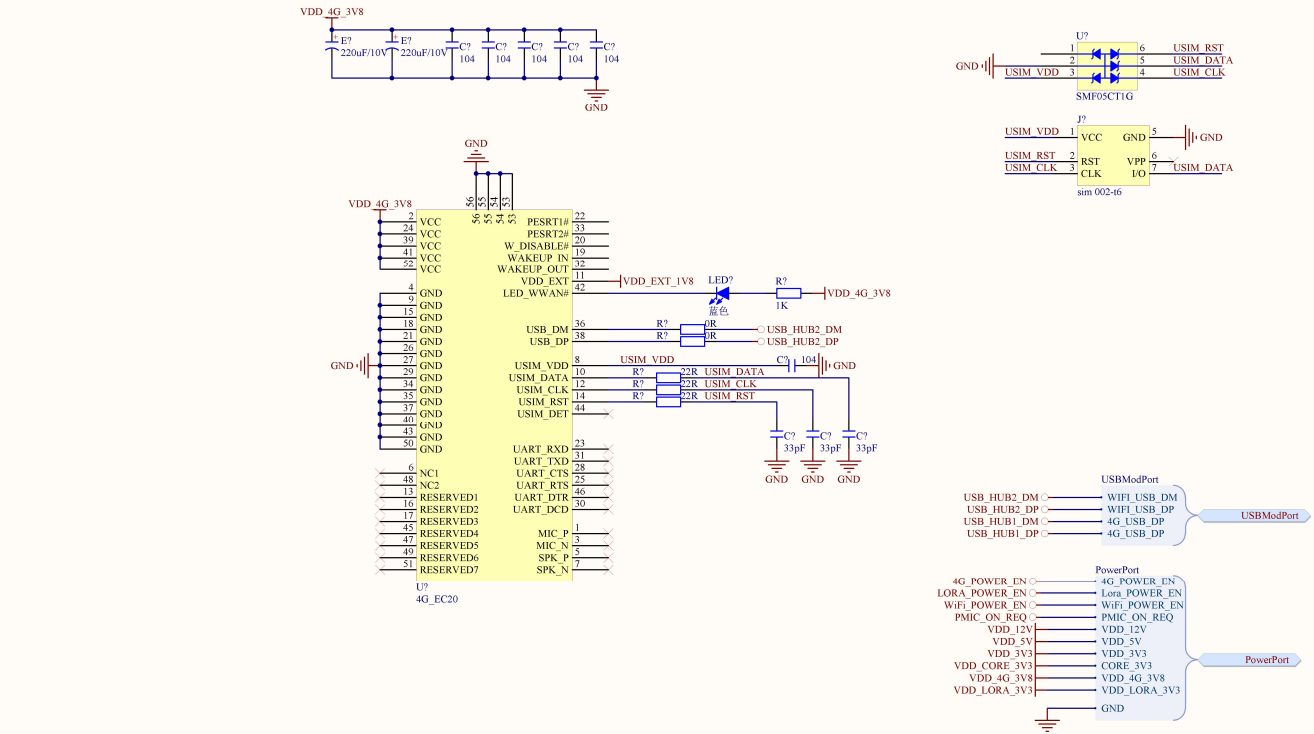 VDD_4G_3V8
E?
220uF/10V
E?
220uF/10V
C?
104
C?
104
C?
104
C?
104
C?
104
GND
U?
GND
1
2
USIM_VDD 3
6 USIM_RST
5 USIM_DATA
4 USIM_CLK
SMF05CT1G
J?
USIM_VDD 1 VCC
USIM_RST 2 RST
USIM_CLK 3 CLK
GND 5 GND
VPP 6
I/O 7 USIM_DATA
sim 002-t6
GND
56 55 54 53
56 55 54 53
VDD_4G_3V8
2 VCC
24 VCC
39 VCC
41 VCC
52 VCC
4 GND
9 GND
15 GND
18 GND
21 GND
26 GND
GND 27 GND
29 GND
34 GND
35 GND
37 GND
40 GND
43 GND
50 GND
6 NC1
48 NC2
13 RESERVED1
16 RESERVED2
17 RESERVED3
45 RESERVED4
47 RESERVED5
49 RESERVED6
51 RESERVED7
PESRT1# 22
PESRT2# 33
W_DISABLE# 20
WAKEUP_IN 19
WAKEUP_OUT 32
VDD_EXT 11 VDD_EXT_1V8
LED_WWAN# 42
LED?
蓝色
R?
1K
VDD_4G_3V8
USB_DM 36 R? 0R USB_HUB2_DM
USB_DP 38 R? 0R USB_HUB2_DP
USIM_VDD 8 USIM_VDD C? 104 GND
USIM_DATA 10 R? 22R USIM_DATA
USIM_CLK 12 R? 22R USIM_CLK
USIM_RST 14 R? 22R USIM_RST
USIM_DET 44
C?
33pF
C?
33pF
C?
33pF
GND GND GND
UART_RXD 23
UART_TXD 31
UART_CTS 28
UART_RTS 25
UART_DTR 46
UART_DCD 30
MIC_P 1
MIC_N 3
SPK_P 5
SPK_N 7
U?
4G_EC20
USBModPort
USB_HUB2_DM WIFI_USB_DM
USB_HUB2_DP WIFI_USB_DP
USB_HUB1_DM 4G_USB_DP
USB_HUB1_DP 4G_USB_DP
USBModPort
PowerPort
4G_POWER_EN 4G_POWER_EN
LORA_POWER_EN Lora_POWER_EN
WiFi_POWER_EN WiFi_POWER_EN
PMIC_ON_REQ PMIC_ON_REQ
VDD_12V VDD_12V
VDD_5V VDD_5V
VDD_3V3 VDD_3V3
VDD_CORE_3V3 CORE_3V3
VDD_4G_3V8 VDD_4G_3V8
VDD_LORA_3V3 VDD_LORA_3V3
GND
PowerPort